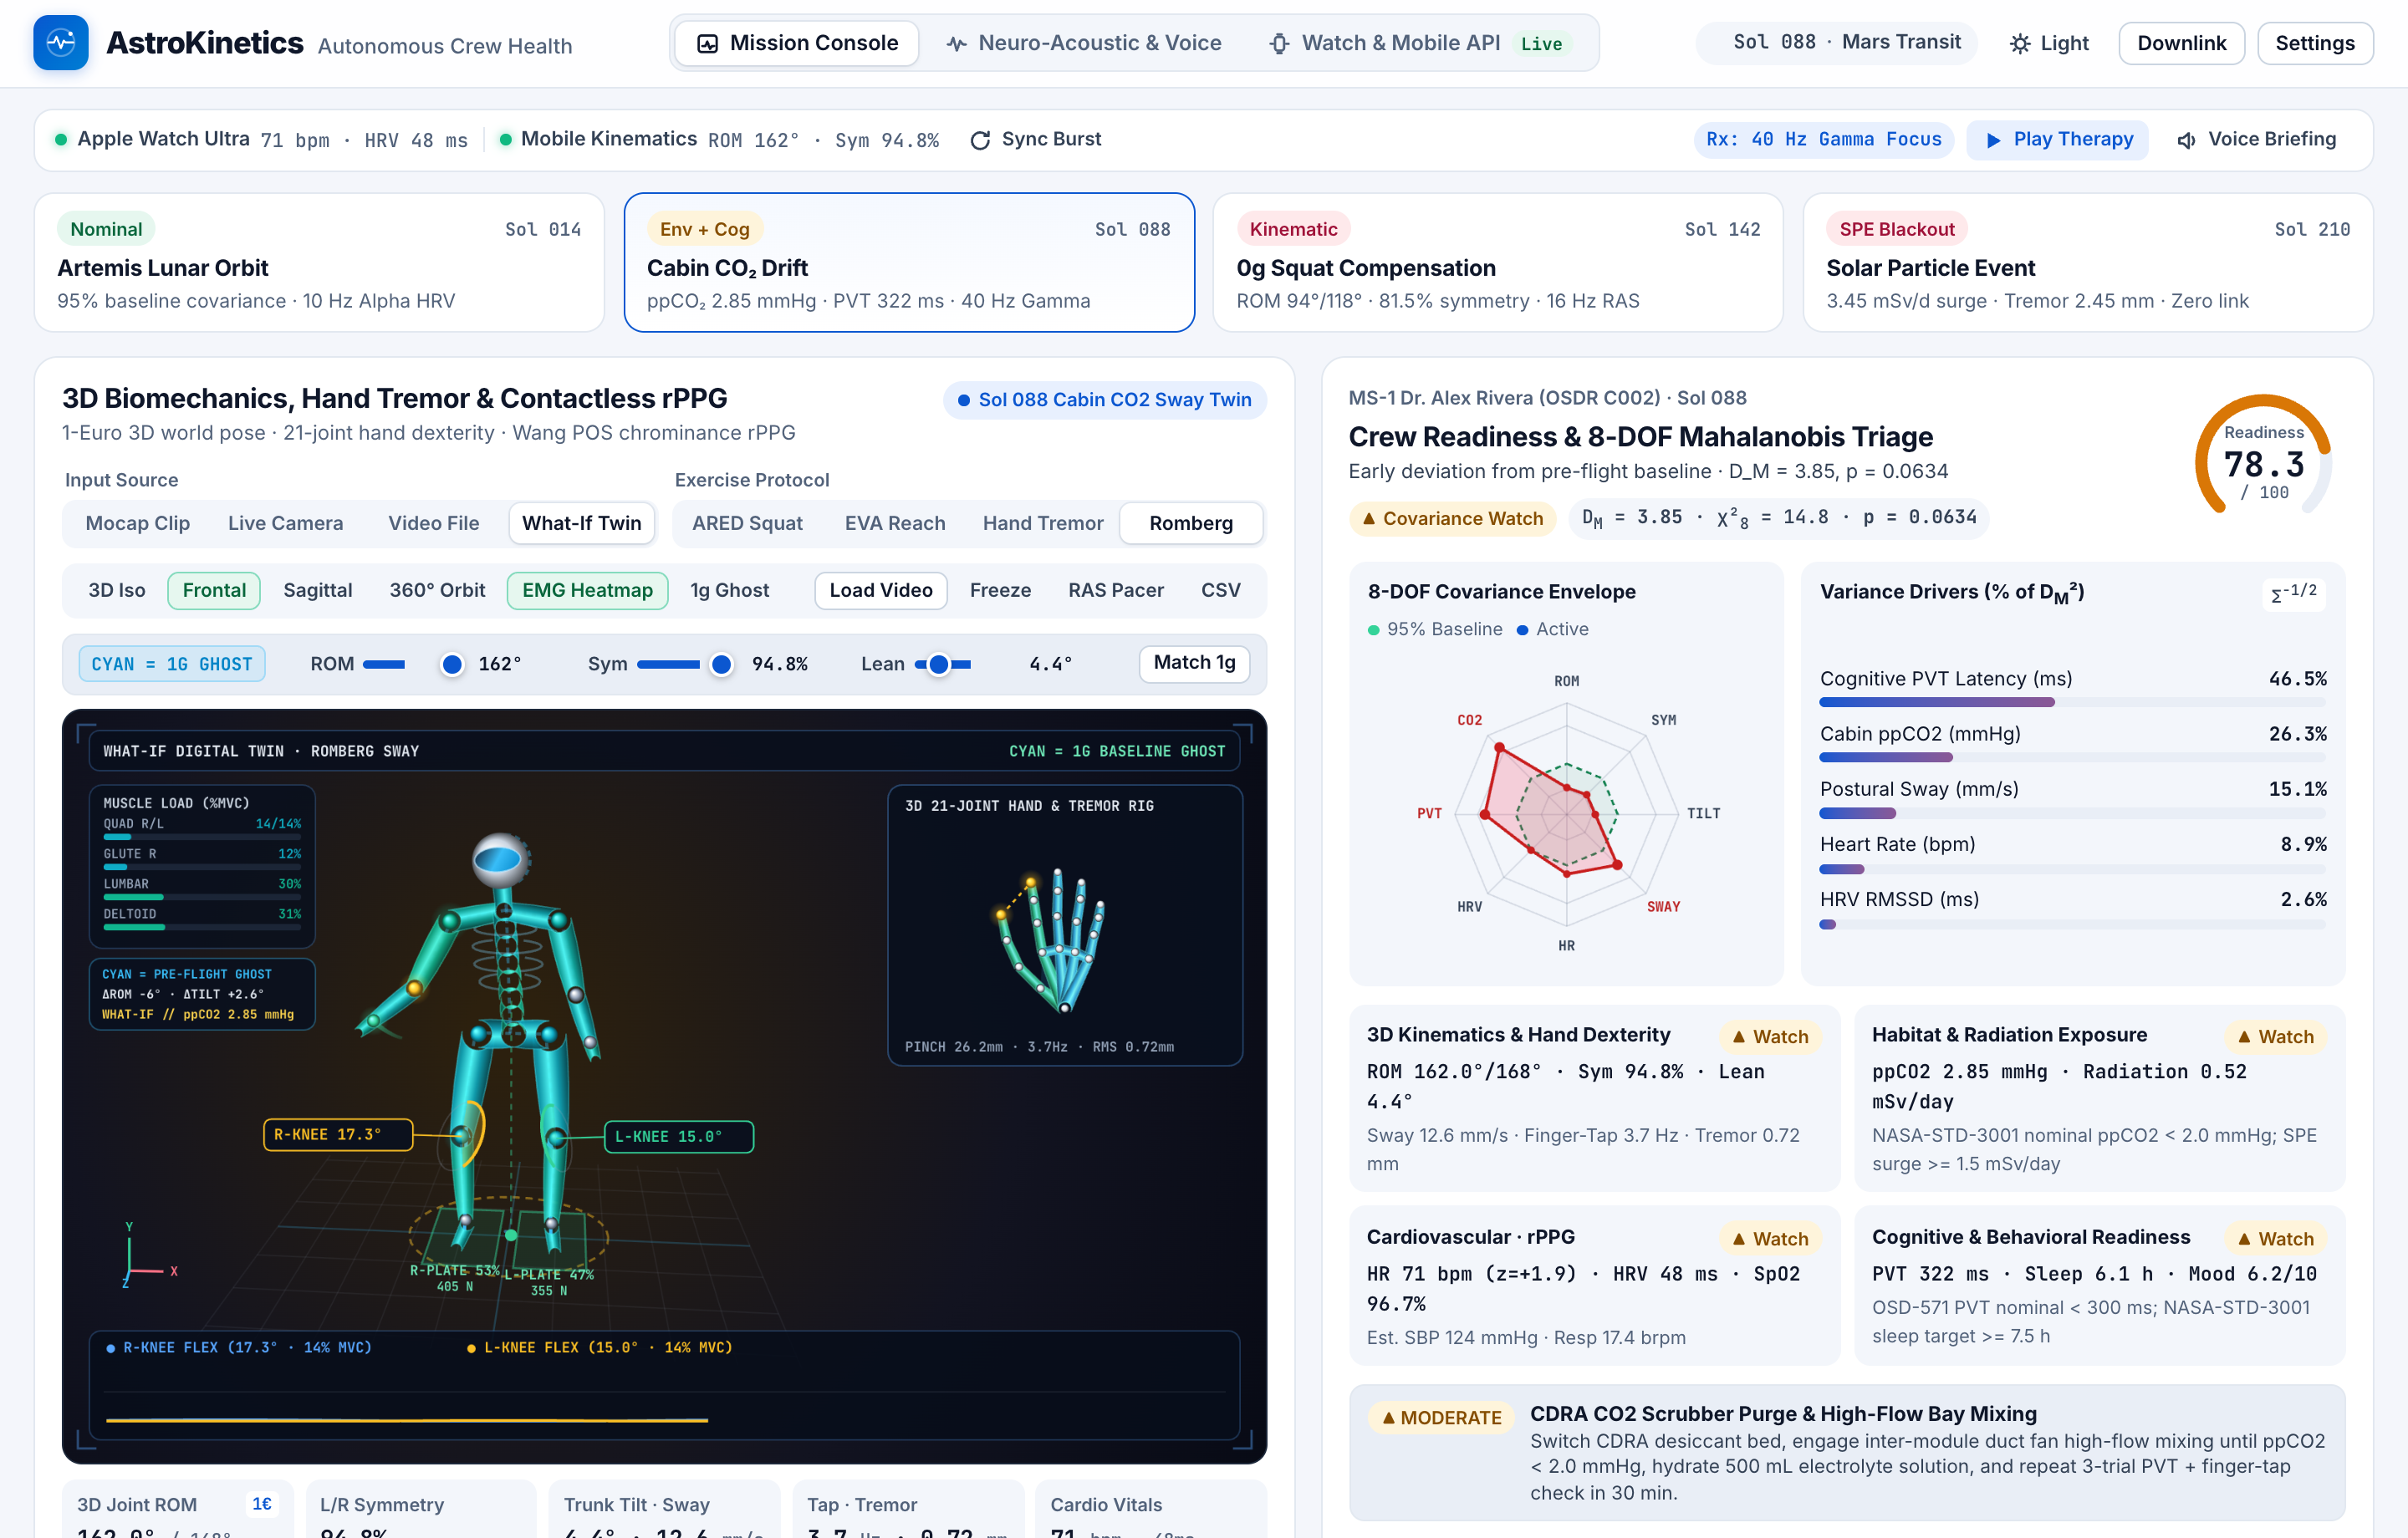 AstroKinetics Autonomous Crew Health
Mission Console
Neuro-Acoustic & Voice
Watch & Mobile API Live
Sol 088 · Mars Transit
Light
Downlink
Settings
Apple Watch Ultra 71 bpm · HRV 48 ms
Mobile Kinematics ROM 162° · Sym 94.8%
Sync Burst
Rx: 40 Hz Gamma Focus
Play Therapy
Voice Briefing
Nominal Sol 014
Artemis Lunar Orbit
95% baseline covariance · 10 Hz Alpha HRV
Env + Cog Sol 088
Cabin CO₂ Drift
ppCO₂ 2.85 mmHg · PVT 322 ms · 40 Hz Gamma
Kinematic Sol 142
0g Squat Compensation
ROM 94°/118° · 81.5% symmetry · 16 Hz RAS
SPE Blackout Sol 210
Solar Particle Event
3.45 mSv/d surge · Tremor 2.45 mm · Zero link
3D Biomechanics, Hand Tremor & Contactless rPPG
Sol 088 Cabin CO2 Sway Twin
1-Euro 3D world pose · 21-joint hand dexterity · Wang POS chrominance rPPG
Input Source
Mocap Clip Live Camera Video File What-If Twin
Exercise Protocol
ARED Squat EVA Reach Hand Tremor Romberg
3D Iso Frontal Sagittal 360° Orbit EMG Heatmap 1g Ghost Load Video Freeze RAS Pacer CSV
CYAN = 1G GHOST ROM 162° Sym 94.8% Lean 4.4° Match 1g
WHAT-IF DIGITAL TWIN · ROMBERG SWAY
CYAN = 1G BASELINE GHOST
MUSCLE LOAD (%MVC)
QUAD R/L 14/14%
GLUTE R 12%
LUMBAR 30%
DELTOID 31%
CYAN = PRE-FLIGHT GHOST
ΔROM -6° · ΔTILT +2.6°
WHAT-IF // ppCO2 2.85 mmHg
3D 21-JOINT HAND & TREMOR RIG
PINCH 26.2mm · 3.7Hz · RMS 0.72mm
R-KNEE 17.3°
L-KNEE 15.0°
Y
X
Z
R-PLATE 53%
405 N
L-PLATE 47%
355 N
R-KNEE FLEX (17.3° · 14% MVC)
L-KNEE FLEX (15.0° · 14% MVC)
3D Joint ROM 1€
162.0° / 168°
L/R Symmetry
94.8%
Trunk Tilt · Sway
4.4° · 12.6 mm/s
Tap · Tremor
3.7 Hz · 0.72 mm
Cardio Vitals
71 bpm · 48ms
MS-1 Dr. Alex Rivera (OSDR C002) · Sol 088
Crew Readiness & 8-DOF Mahalanobis Triage
Early deviation from pre-flight baseline · D_M = 3.85, p = 0.0634
Covariance Watch
D_M = 3.85 · χ²₈ = 14.8 · p = 0.0634
Readiness
78.3
/ 100
8-DOF Covariance Envelope
95% Baseline Active
ROM
SYM
TILT
SWAY
HR
HRV
PVT
CO2
Variance Drivers (% of D_M²)
Σ⁻¹/²
Cognitive PVT Latency (ms) 46.5%
Cabin ppCO2 (mmHg) 26.3%
Postural Sway (mm/s) 15.1%
Heart Rate (bpm) 8.9%
HRV RMSSD (ms) 2.6%
3D Kinematics & Hand Dexterity Watch
ROM 162.0°/168° · Sym 94.8% · Lean
4.4°
Sway 12.6 mm/s · Finger-Tap 3.7 Hz · Tremor 0.72
mm
Habitat & Radiation Exposure Watch
ppCO2 2.85 mmHg · Radiation 0.52
mSv/day
NASA-STD-3001 nominal ppCO2 < 2.0 mmHg; SPE
surge >= 1.5 mSv/day
Cardiovascular · rPPG Watch
HR 71 bpm (z=+1.9) · HRV 48 ms · SpO2
96.7%
Est. SBP 124 mmHg · Resp 17.4 brpm
Cognitive & Behavioral Readiness Watch
PVT 322 ms · Sleep 6.1 h · Mood 6.2/10
OSD-571 PVT nominal < 300 ms; NASA-STD-3001
sleep target >= 7.5 h
MODERATE
CDRA CO2 Scrubber Purge & High-Flow Bay Mixing
Switch CDRA desiccant bed, engage inter-module duct fan high-flow mixing until ppCO2
< 2.0 mmHg, hydrate 500 mL electrolyte solution, and repeat 3-trial PVT + finger-tap
check in 30 min.